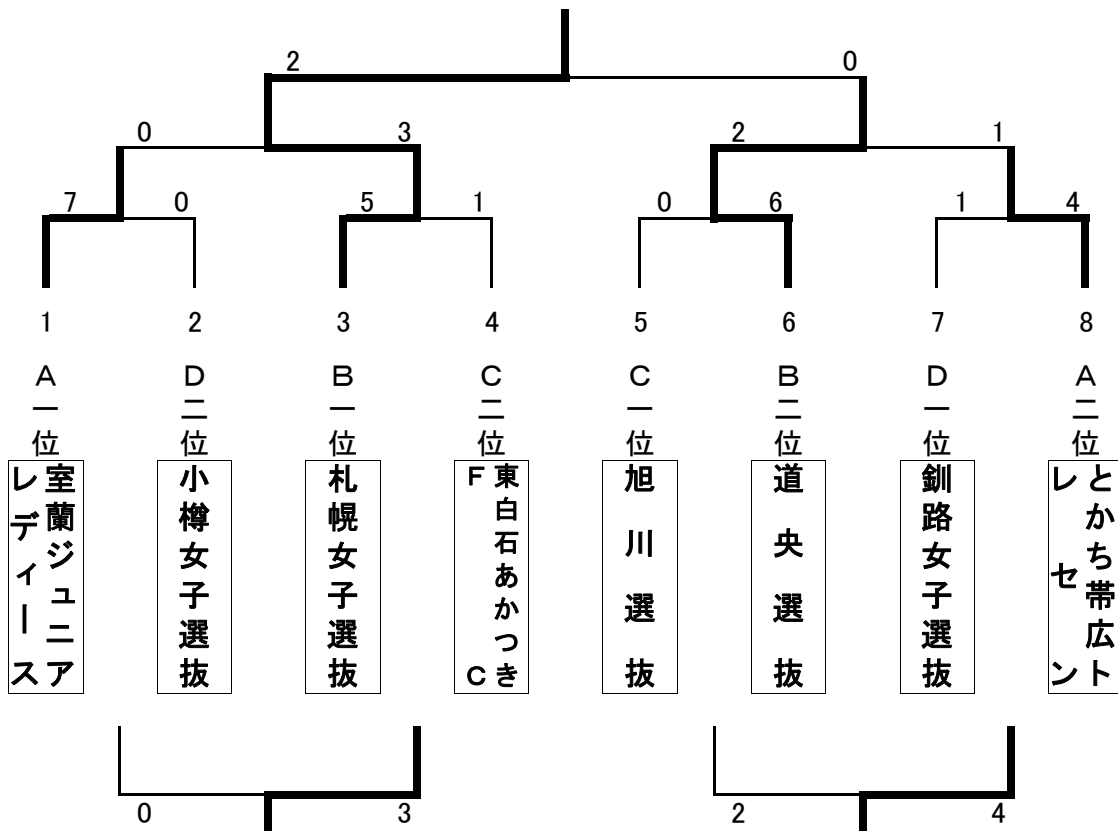 2 0
0 3 2 1
7 0 5 1 0 6 1 4
1 2 3 4 5 6 7 8
A一位
室蘭ジュニア
レディース
D二位
小樽女子選抜
B一位
札幌女子選抜
C二位
東白石あかつき
FC
C一位
旭川選抜
B二位
道央選抜
D一位
釧路女子選抜
A二位
とかち帯広ト
レセン
0 3 2 4